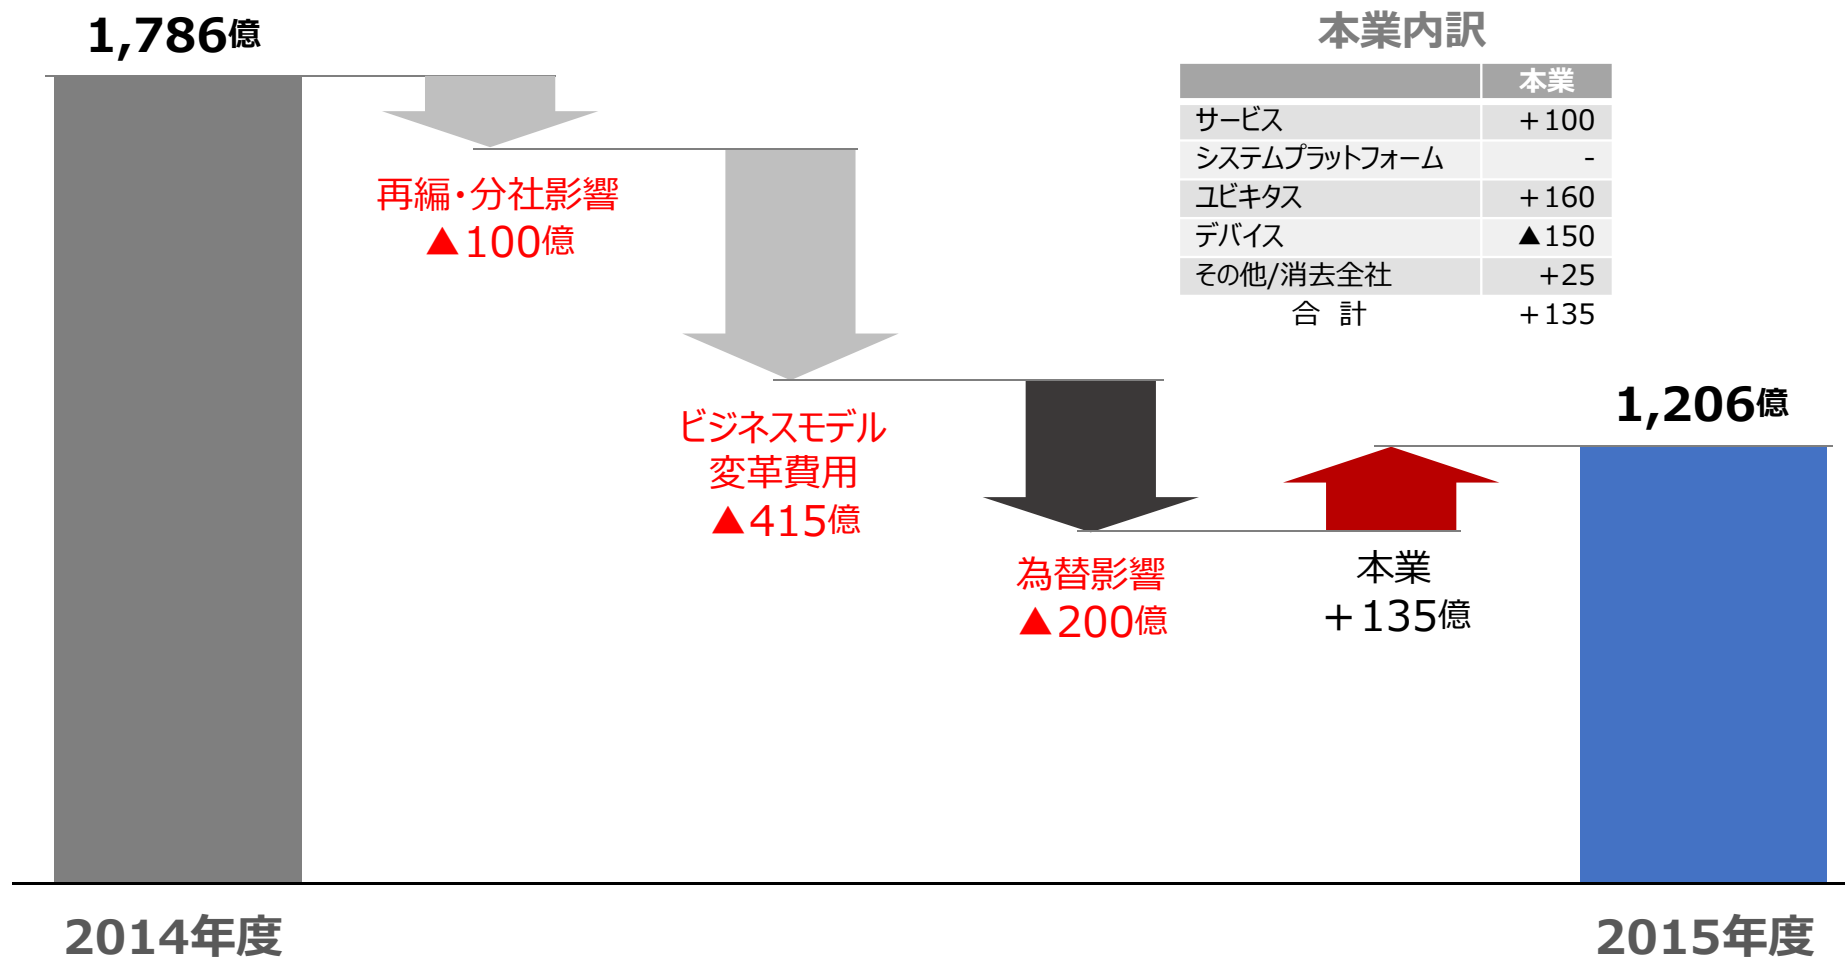 1,786億
再編・分社影響
▲100億
ビジネスモデル
変革費用
▲415億
為替影響
▲200億
本業
＋135億
本業内訳
本業
サービス ＋100
システムプラットフォーム -
ユビキタス ＋160
デバイス ▲150
その他/消去全社 +25
合 計 ＋135
1,206億
2014年度
2015年度